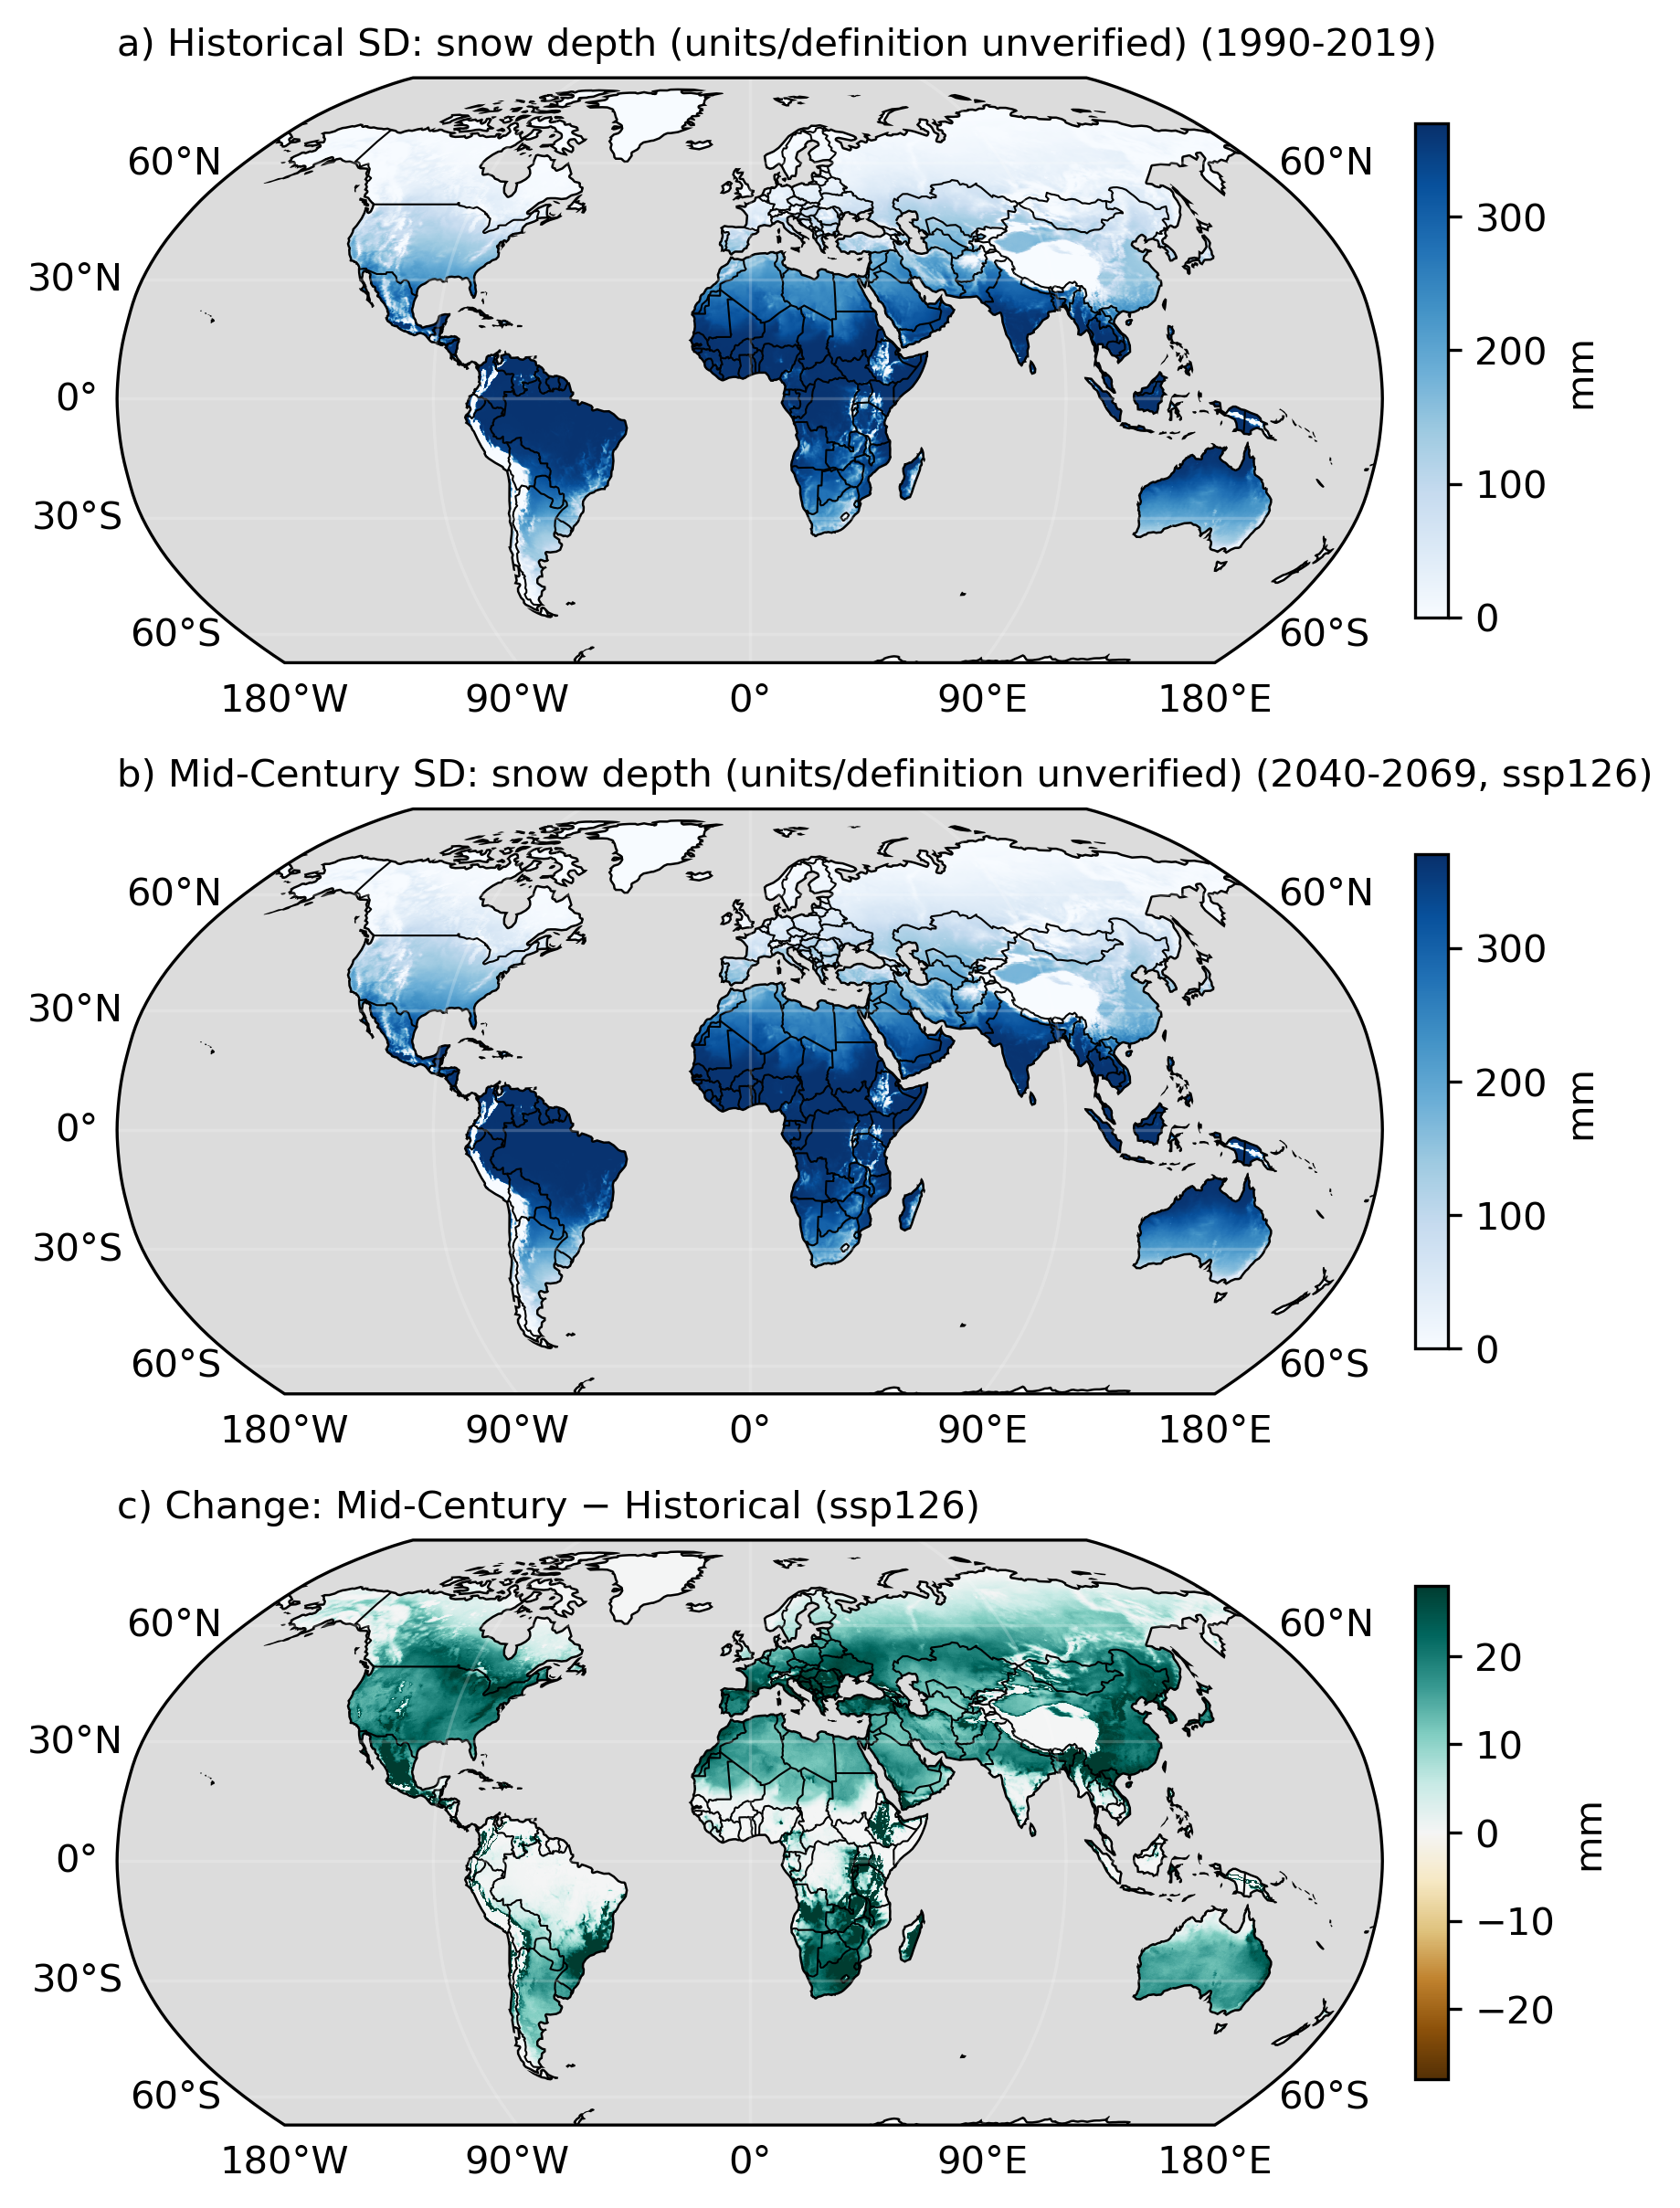 a) Historical SD: snow depth (units/definition unverified) (1990-2019)
60°N 60°N
30°N
0°
30°S
60°S 60°S
180°W 90°W 0° 90°E 180°E
300
200
100
0
mm
b) Mid-Century SD: snow depth (units/definition unverified) (2040-2069, ssp126)
60°N 60°N
30°N
0°
30°S
60°S 60°S
180°W 90°W 0° 90°E 180°E
300
200
100
0
mm
c) Change: Mid-Century − Historical (ssp126)
60°N 60°N
30°N
0°
30°S
60°S 60°S
180°W 90°W 0° 90°E 180°E
20
10
0
−10
−20
mm